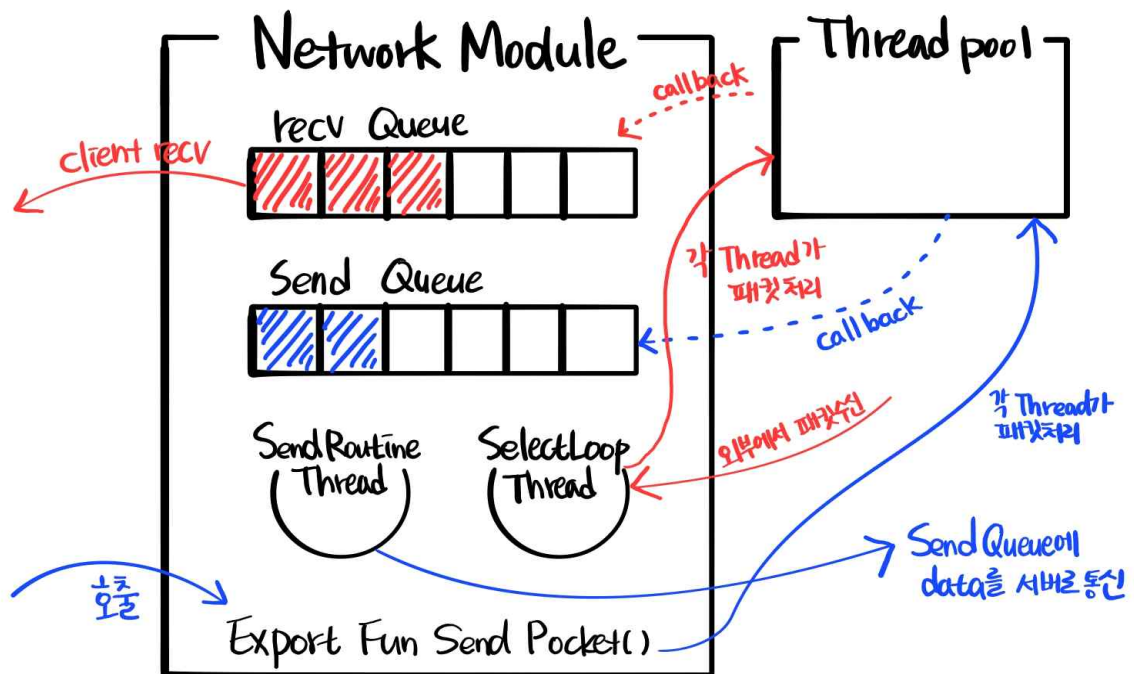 Network Module
Thread pool
callback
recv Queue
client recv
각 Thread가
패킷처리
Send Queue
callback
각 Thread가
패킷처리
외부에서 패킷수신
SendRoutine
Thread
SelectLoop
Thread
Send Queue에
data를 서버로 통신
호출
Export Fun Send Pocket()